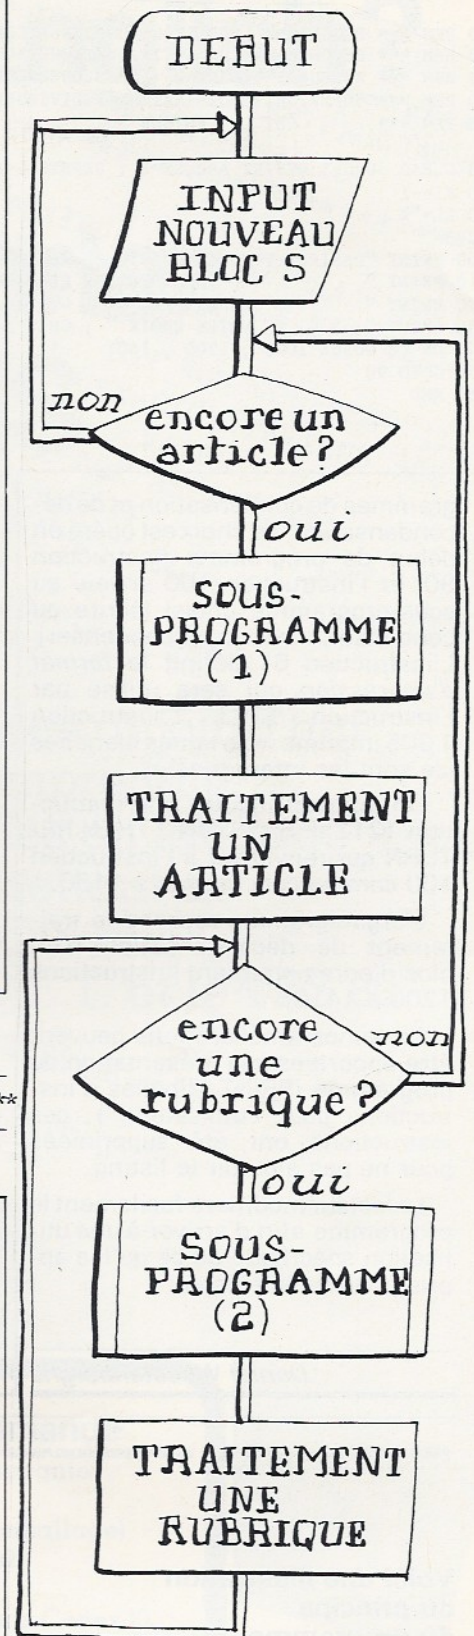 DEBUT
INPUT
NOUVEAU
BLOC S
non
encore un
article?
oui
SOUS-
PROGRAMME
(1)
TRAITEMENT
UN
ARTICLE
encore
une
rubrique?
non
**
oui
SOUS-
PROGRAMME
(2)
TRAITEMENT
UNE
RUBRIQUE